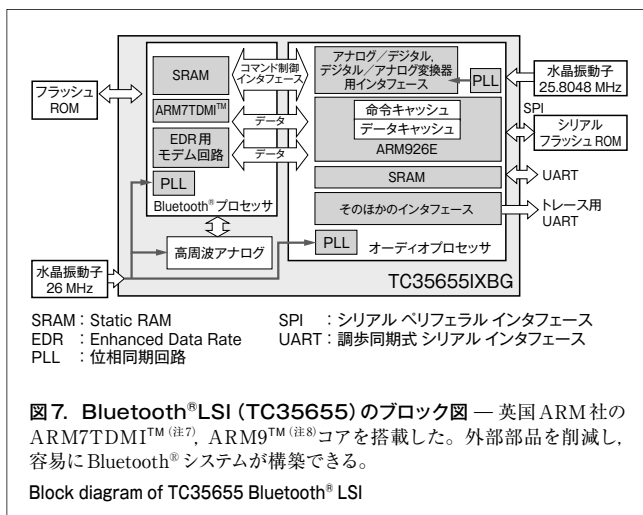 フラッシュ
ROM
SRAM
ARM7TDMI™
EDR用
モデム回路
PLL
Bluetooth®プロセッサ
コマンド制御
インタフェース
データ
データ
アナログ/デジタル,
デジタル/アナログ変換器
用インタフェース
PLL
命令キャッシュ
データキャッシュ
ARM926E
SRAM
そのほかのインタフェース
PLL
オーディオプロセッサ
水晶振動子
25.8048 MHz
SPI
シリアル
フラッシュROM
UART
トレース用
UART
高周波アナログ
水晶振動子
26 MHz
TC35655IXBG
SRAM:Static RAM
EDR :Enhanced Data Rate
PLL :位相同期回路
SPI :シリアル ペリフェラル インタフェース
UART:調歩同期式 シリアル インタフェース
図7. Bluetooth®LSI(TC35655)のブロック図 — 英国ARM社の
ARM7TDMI™(注7), ARM9™(注8)コアを搭載した。外部部品を削減し,
容易にBluetooth®システムが構築できる。
Block diagram of TC35655 Bluetooth® LSI